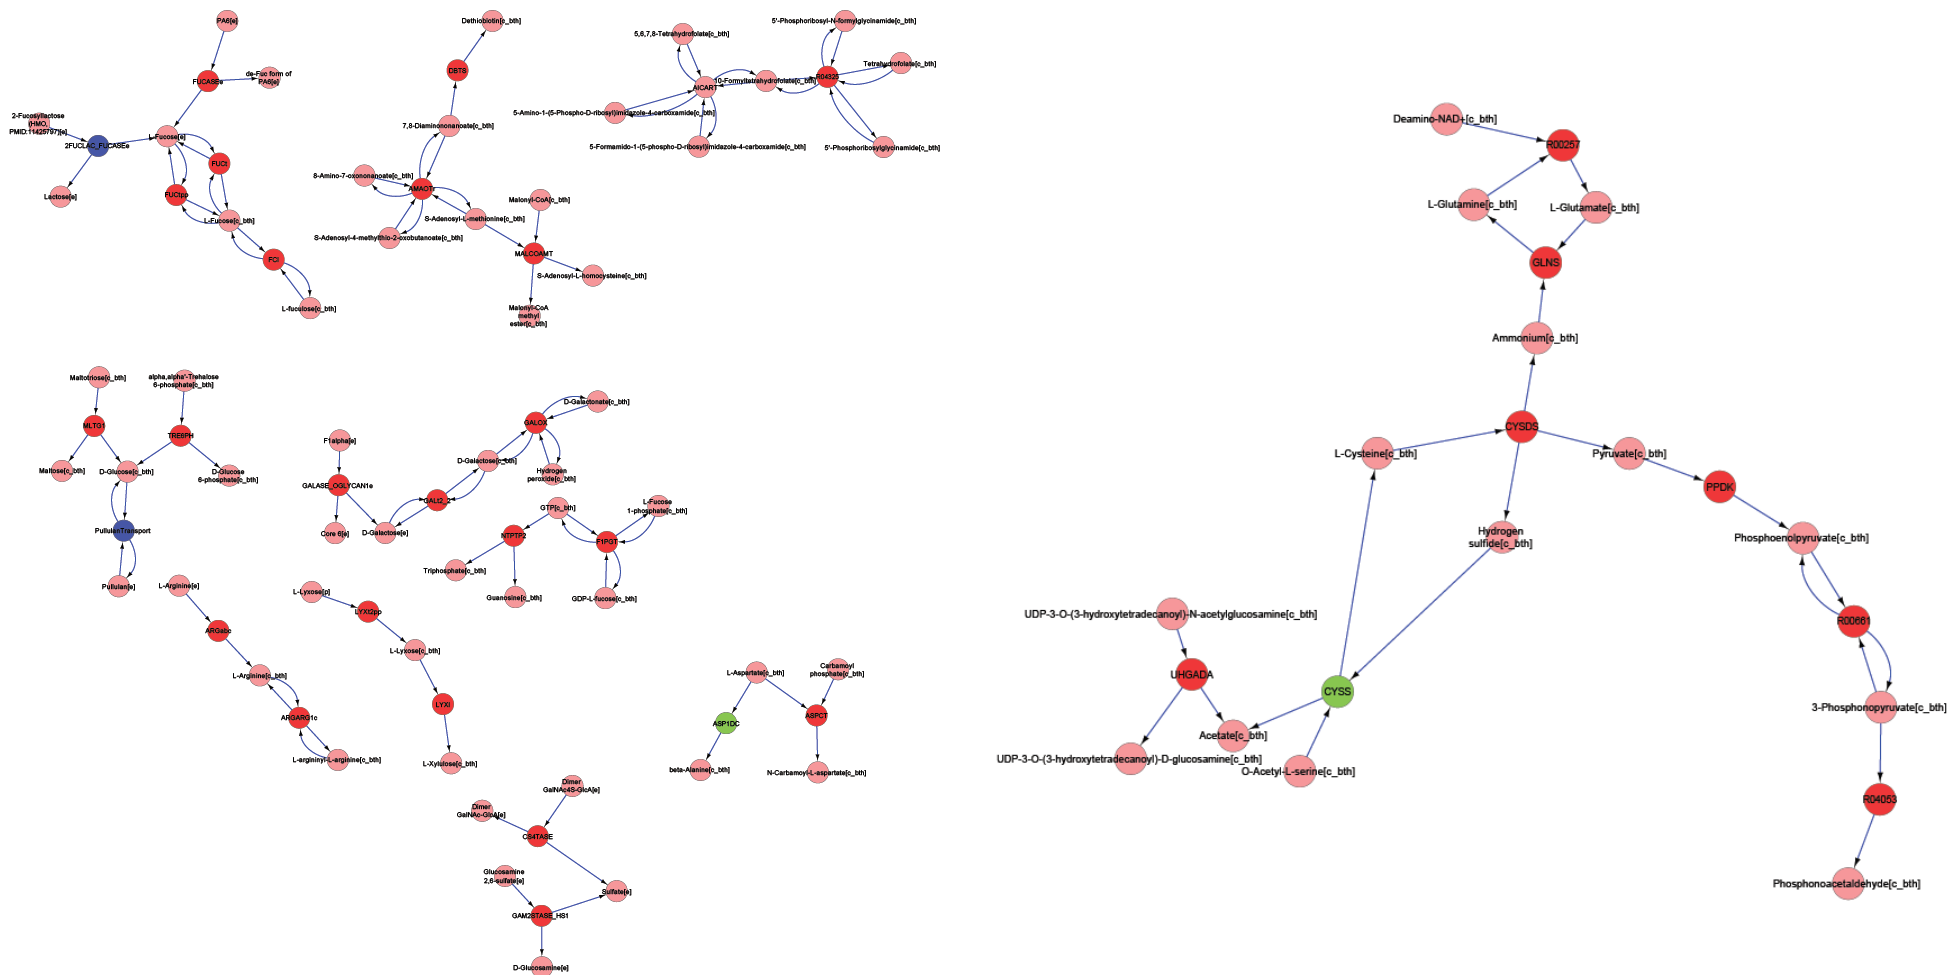 PA6[e]
FUCASEe
de-Fuc form of
PA6[e]
2-Fucosyllactose
(HMO,
PMID:11425797)[e]
2FUCLAC_FUCASEe
L-Fucose[e]
FUCt
Lactose[e]
FUCtpp
L-Fucose[c_bth]
FCI
L-fuculose[c_bth]
Dethiobiotin[c_bth]
DBTS
7,8-Diaminononanoate[c_bth]
8-Amino-7-oxononanoate[c_bth]
AMAOTr
Malonyl-CoA[c_bth]
S-Adenosyl-L-methionine[c_bth]
S-Adenosyl-4-methylthio-2-oxobutanoate[c_bth]
MALCOAMT
S-Adenosyl-L-homocysteine[c_bth]
Malonyl-CoA
methyl
ester[c_bth]
5'-Phosphoribosyl-N-formylglycinamide[c_bth]
5,6,7,8-Tetrahydrofolate[c_bth]
Tetrahydrofolate[c_bth]
R04325
10-Formyltetrahydrofolate[c_bth]
AICART
5-Amino-1-(5-Phospho-D-ribosyl)imidazole-4-carboxamide[c_bth]
5-Formamido-1-(5-phospho-D-ribosyl)imidazole-4-carboxamide[c_bth]
5'-Phosphoribosylglycinamide[c_bth]
Maltotriose[c_bth]
alpha,alpha'-Trehalose
6-phosphate[c_bth]
MLTG1
TRE6PH
Maltose[c_bth]
D-Glucose[c_bth]
D-Glucose
6-phosphate[c_bth]
PullulanTransport
Pullulan[e]
F1alpha[e]
GALASE_OGLYCAN1e
Core 6[e]
D-Galactose[e]
GALt2_2
D-Galactose[c_bth]
GALOX
D-Galactonate[c_bth]
Hydrogen
peroxide[c_bth]
GTP[c_bth]
L-Fucose
1-phosphate[c_bth]
NTPTP2
F1PGT
Triphosphate[c_bth]
Guanosine[c_bth]
GDP-L-fucose[c_bth]
L-Arginine[e]
ARGabc
L-Arginine[c_bth]
ARGARG1c
L-arginyl-L-arginine[c_bth]
L-Lyxose[p]
LYXt2pp
L-Lyxose[c_bth]
LYXI
L-Xylulose[c_bth]
L-Aspartate[c_bth]
Carbamoyl
phosphate[c_bth]
ASP1DC
ASPCT
beta-Alanine[c_bth]
N-Carbamoyl-L-aspartate[c_bth]
Dimer
GalNAc4S-GlcA[e]
Dimer
GalNAc-GlcA[e]
CS4TASE
Glucosamine
2,6-sulfate[e]
Sulfate[e]
GAM2STASE_HS1
D-Glucosamine[e]
Deamino-NAD+[c_bth]
R00257
L-Glutamine[c_bth]
L-Glutamate[c_bth]
GLNS
Ammonium[c_bth]
CYSDS
L-Cysteine[c_bth]
Pyruvate[c_bth]
PPDK
Hydrogen
sulfide[c_bth]
Phosphoenolpyruvate[c_bth]
R00661
UDP-3-O-(3-hydroxytetradecanoyl)-N-acetylglucosamine[c_bth]
UHGADA
CYSS
3-Phosphonopyruvate[c_bth]
Acetate[c_bth]
UDP-3-O-(3-hydroxytetradecanoyl)-D-glucosamine[c_bth]
O-Acetyl-L-serine[c_bth]
R04053
Phosphonoacetaldehyde[c_bth]